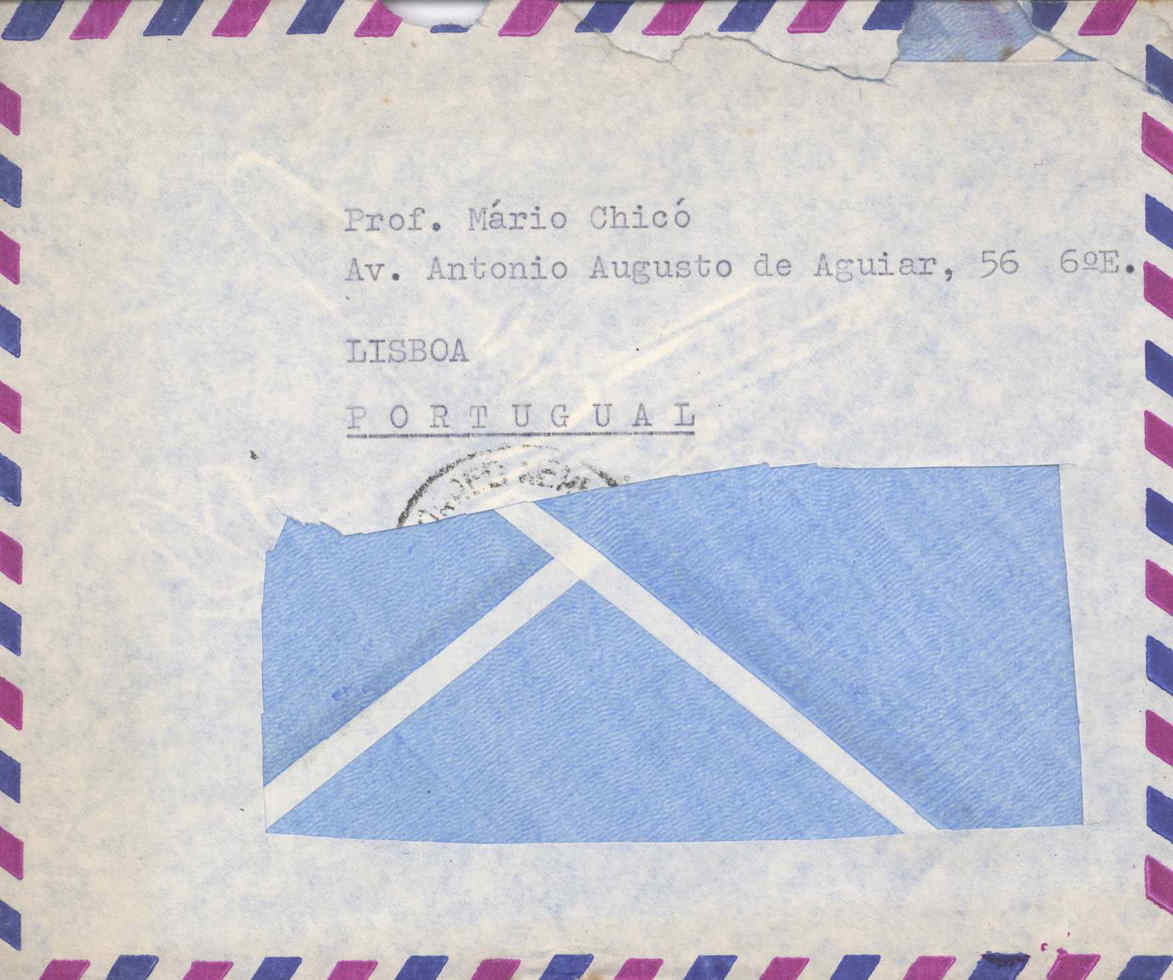 Prof. Mário Chicó
Av. Antonio Augusto de Aguiar, 56 6ºE.
LISBOA
PORTUGUAL